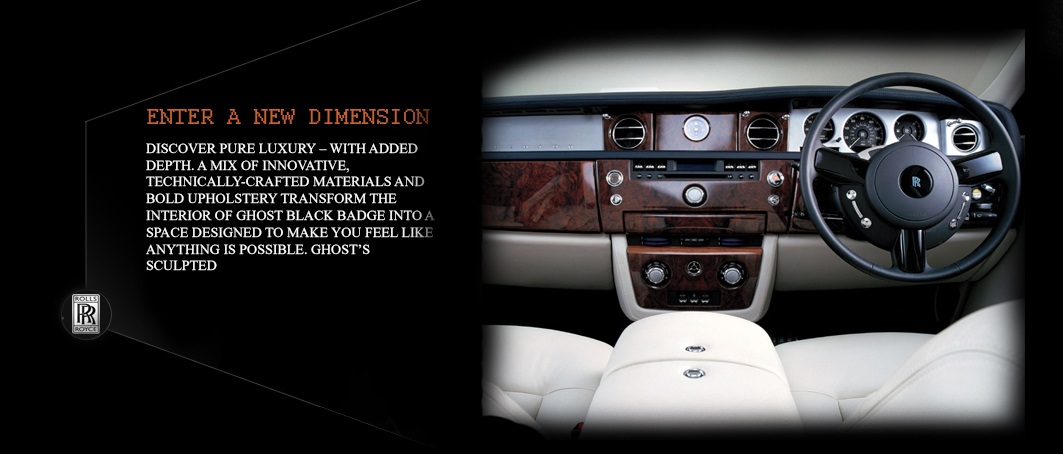 ENTER A NEW DIMENSION
DISCOVER PURE LUXURY – WITH ADDED
DEPTH. A MIX OF INNOVATIVE,
TECHNICALLY-CRAFTED MATERIALS AND
BOLD UPHOLSTERY TRANSFORM THE
INTERIOR OF GHOST BLACK BADGE INTO A
SPACE DESIGNED TO MAKE YOU FEEL LIKE
ANYTHING IS POSSIBLE. GHOST’S
SCULPTED
ROLLS
RR
ROYCE
RR